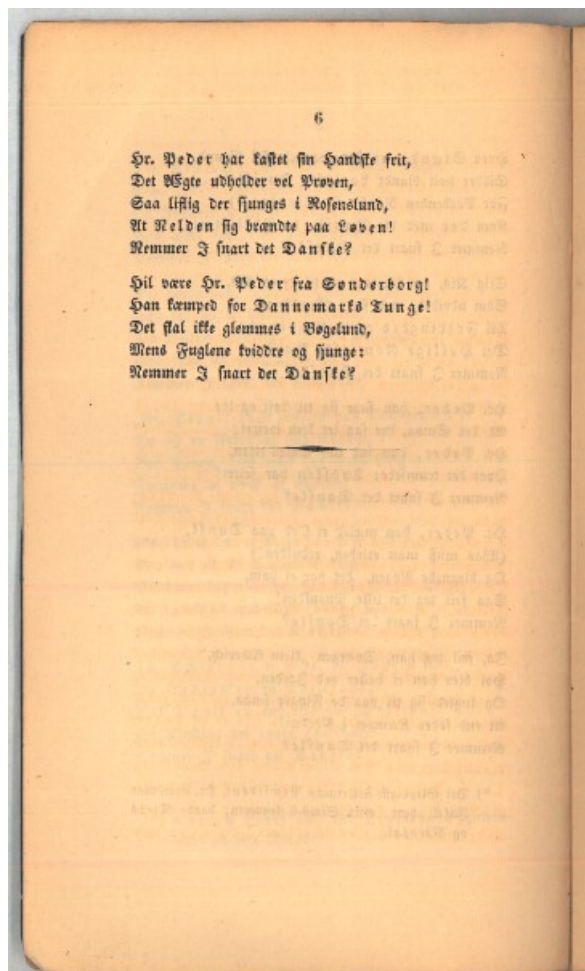 6
Hr. Peder har kastet sin Handske frit,
Det Ægte udholder vel Prøven,
Saa liflig der sjunges i Rosenslund,
At Nelden sig brændte paa Løven!
Nemmer I snart det Danske?
Hil være Hr. Peder fra Sønderborg!
Han kæmped for Dannemarks Tunge!
Det skal ikke glemmes i Bøgelund,
Mens Fuglene kviddre og sjunge:
Nemmer I snart det Danske?